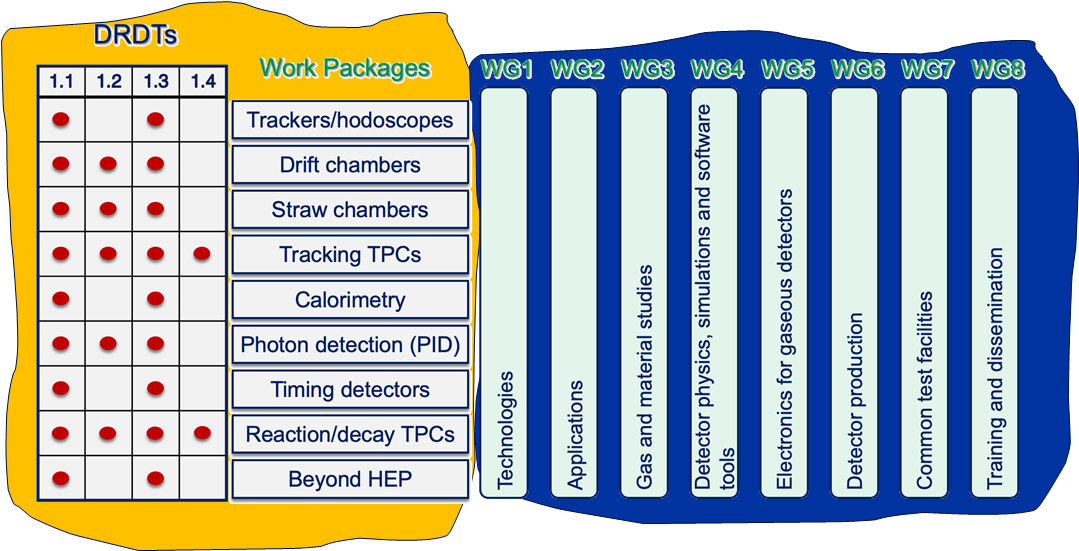 DRDTs
1.1 1.2 1.3 1.4
Work Packages
Trackers/hodoscopes
Drift chambers
Straw chambers
Tracking TPCs
Calorimetry
Photon detection (PID)
Timing detectors
Reaction/decay TPCs
Beyond HEP
WG1 WG2 WG3 WG4 WG5 WG6 WG7 WG8
Technologies
Applications
Gas and material studies
Detector physics, simulations and software
tools
Electronics for gaseous detectors
Detector production
Common test facilities
Training and dissemination